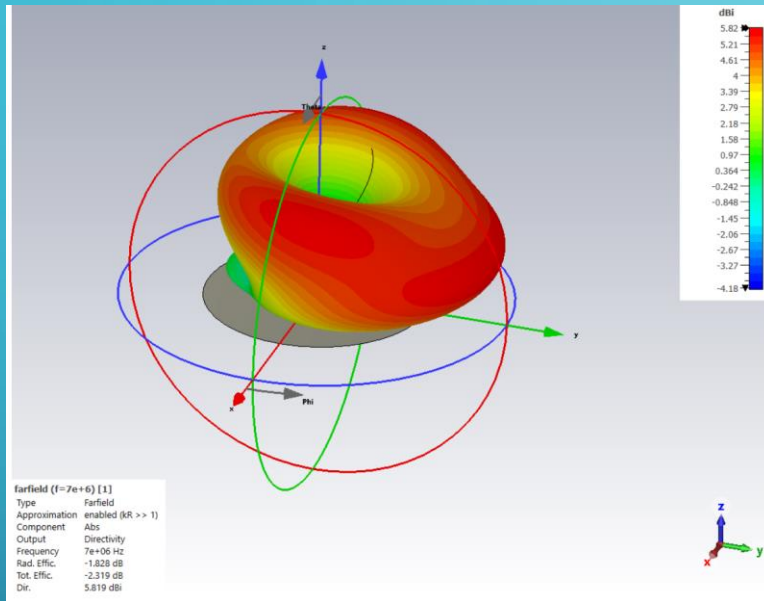 dBi
5.82
5.21
4.61
4
3.39
2.79
2.18
1.58
0.97
0.364
-0.242
-0.848
-1.45
-2.06
-2.67
-3.27
-4.18
z
Theta
y
x
Phi
farfield (f=7e+6) [1]
Type Farfield
Approximation enabled (kR >> 1)
Component Abs
Output Directivity
Frequency 7e+06 Hz
Rad. Effic. -1.828 dB
Tot. Effic. -2.319 dB
Dir. 5.819 dBi
z
y
x